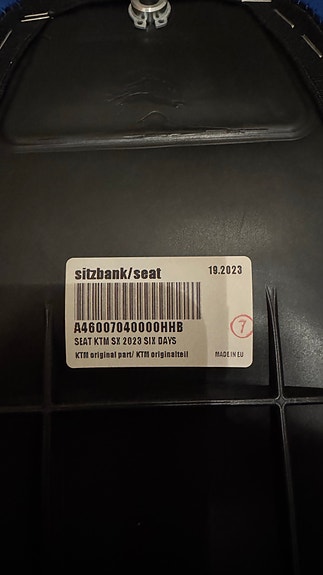 sitzbank/seat 19.2023
A46007040000HHB
7
SEAT KTM SX 2023 SIX DAYS
KTM original part/ KTM originalteil MADE IN EU